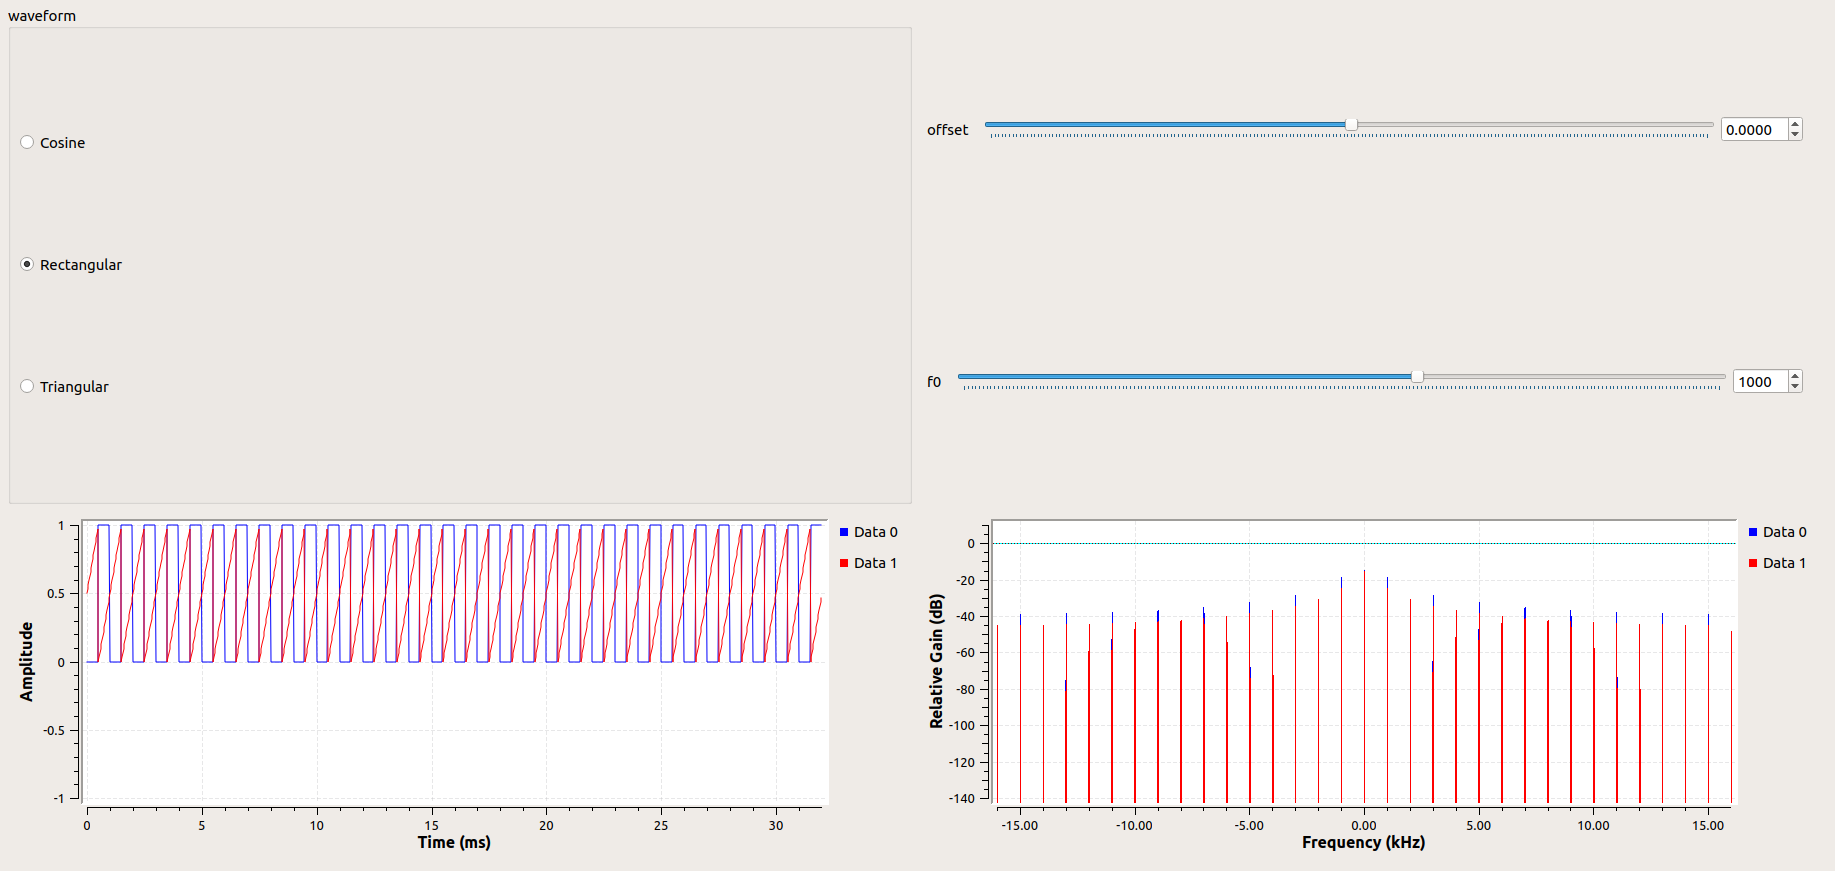 waveform
Cosine
Rectangular
Triangular
offset
0.0000
f0
1000
1
0.5
0
-0.5
-1
Amplitude
0
5
10
15
20
25
30
Time (ms)
Data 0
Data 1
0
-20
-40
-60
-80
-100
-120
-140
Relative Gain (dB)
-15.00
-10.00
-5.00
0.00
5.00
10.00
15.00
Frequency (kHz)
Data 0
Data 1